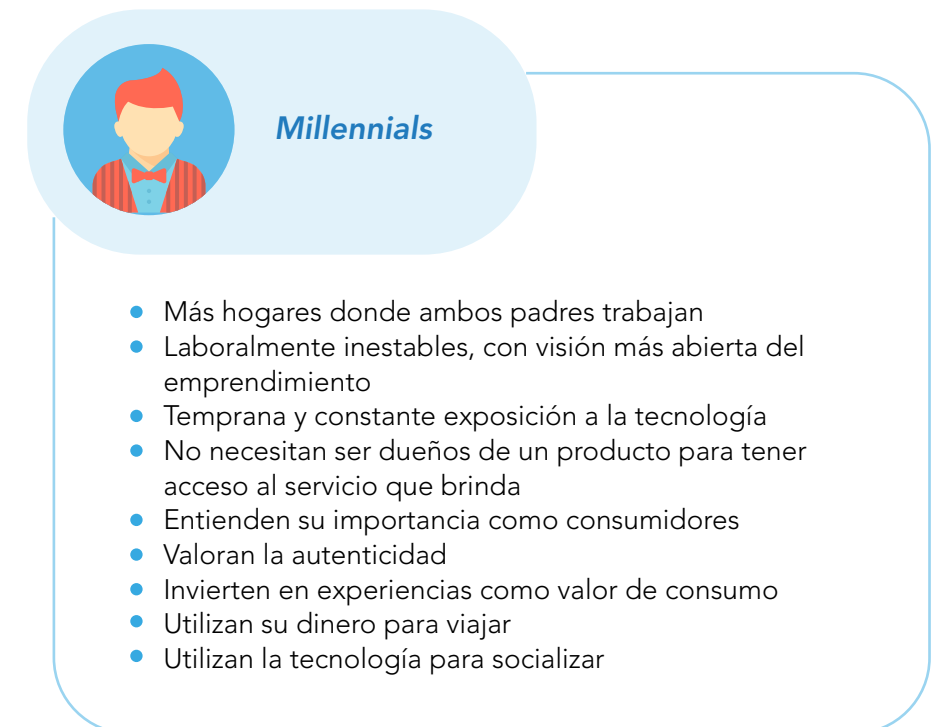 Millennials
• Más hogares donde ambos padres trabajan
• Laboralmente inestables, con visión más abierta del
emprendimiento
• Temprana y constante exposición a la tecnología
• No necesitan ser dueños de un producto para tener
acceso al servicio que brinda
• Entienden su importancia como consumidores
• Valoran la autenticidad
• Invierten en experiencias como valor de consumo
• Utilizan su dinero para viajar
• Utilizan la tecnología para socializar